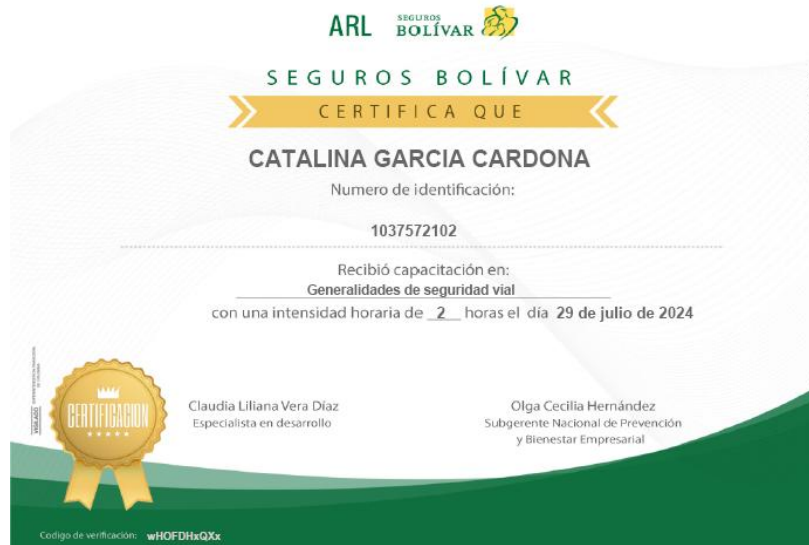 ARL SEGUROS
BOLÍVAR
SEGUROS BOLÍVAR
CERTIFICA QUE
CATALINA GARCIA CARDONA
Numero de identificación:
1037572102
Recibió capacitación en:
Generalidades de seguridad vial
con una intensidad horaria de 2 horas el día 29 de julio de 2024
VIGILADO
CERTIFICACION
Claudia Liliana Vera Díaz
Especialista en desarrollo
Olga Cecilia Hernández
Subgerente Nacional de Prevención
y Bienestar Empresarial
Codigo de verificación: wHOFDHxQXx